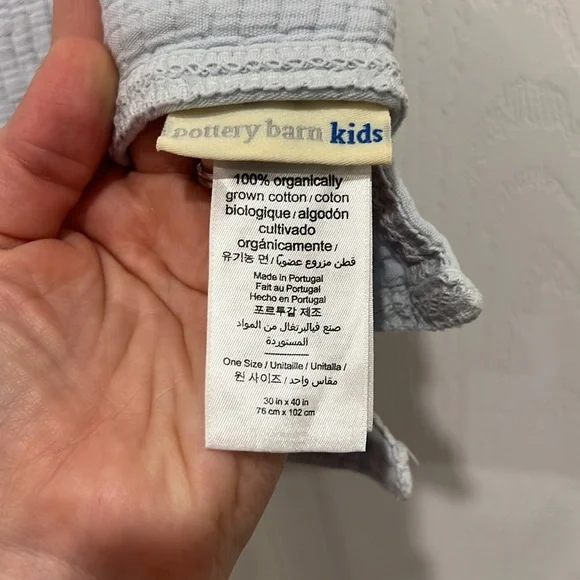 pottery barn kids
100% organically
grown cotton / coton
biologique / algodón
cultivado
orgánicamente /
유기농 면 / قطن مزروع عضويًا
Made in Portugal
Fait au Portugal
Hecho en Portugal
포르투갈 제조
صنع فيالبرتغال من المواد
المستوردة
One Size / Unitaille / Unitalla /
원 사이즈 / مقاس واحد
30 in x 40 in
76 cm x 102 cm